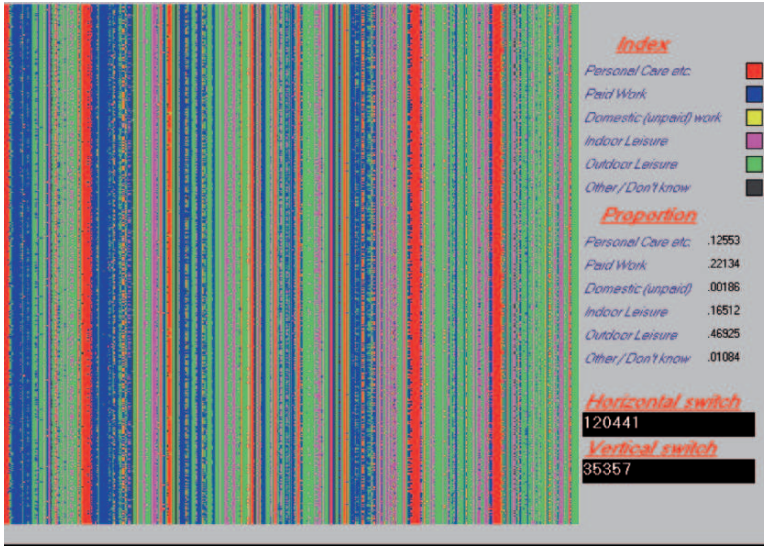 Index
Personal Care etc
Paid Work
Domestic (unpaid) work
Indoor Leisure
Outdoor Leisure
Other / Don't know
Proportion
Personal Care etc. .12553
Paid Work .22134
Domestic (unpaid) .00186
Indoor Leisure .16512
Outdoor Leisure .46925
Other / Don't know .01084
Horizontal switch
120441
Vertical switch
35357